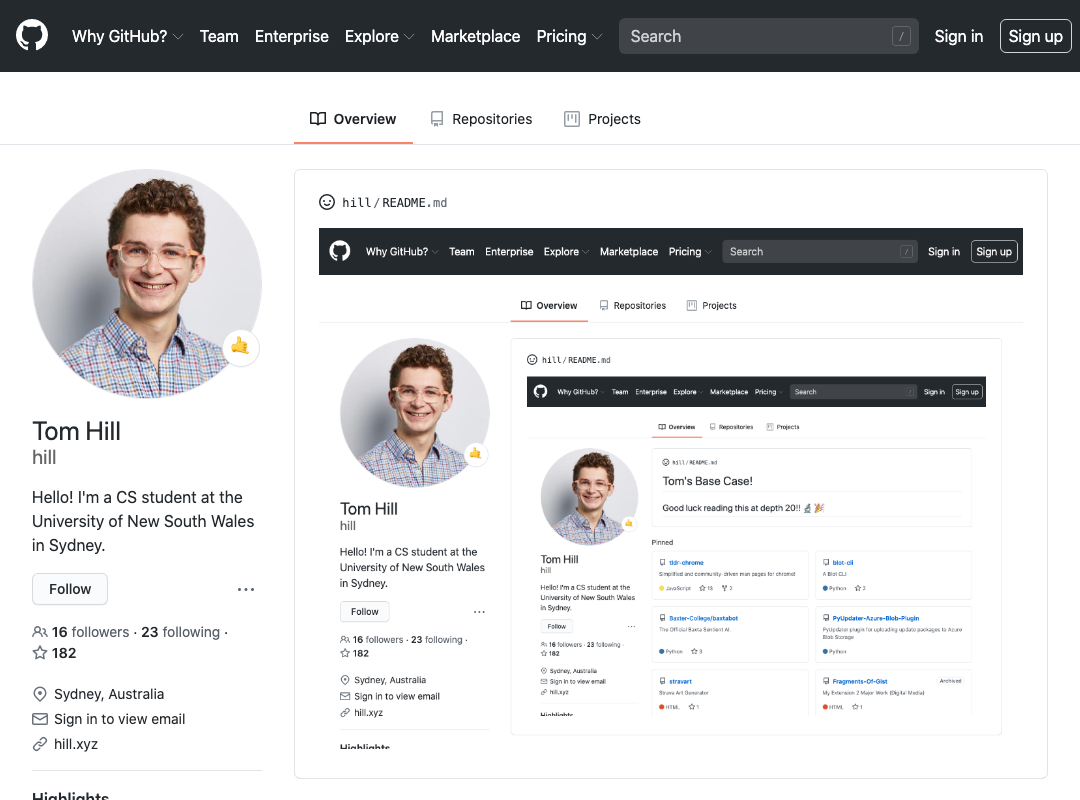 Why GitHub? Team Enterprise Explore Marketplace Pricing Search / Sign in Sign up
Overview Repositories Projects
Tom Hill
hill
Hello! I'm a CS student at the
University of New South Wales
in Sydney.
Follow ...
16 followers · 23 following ·
182
Sydney, Australia
Sign in to view email
hill.xyz
Highlights
hill/README.md
Why GitHub? Team Enterprise Explore Marketplace Pricing Search / Sign in Sign up
Overview Repositories Projects
Tom Hill
hill
Hello! I'm a CS student at the
University of New South Wales
in Sydney.
Follow ...
16 followers · 23 following ·
182
Sydney, Australia
Sign in to view email
hill.xyz
Highlights
hill/README.md
Why GitHub? Team Enterprise Explore Marketplace Pricing Search Sign in Sign up
Overview Repositories Projects
Tom Hill
hill
Hello! I'm a CS student at the
University of New South Wales
in Sydney.
Follow ...
16 followers · 23 following ·
182
Sydney, Australia
Sign in to view email
hill.xyz
Highlights
hill/README.md
Tom's Base Case!
Good luck reading this at depth 20!! 🔬🎉
Pinned
tldr-chrome
Simplified and community-driven man pages for chrome!
JavaScript 13 2
blot-cli
A Blot CLI
Python 2
Baxter-College/baxtabot
The Official Baxta Sentient AI.
Python 3
PyUpdater-Azure-Blob-Plugin
PyUpdater plugin for uploading update packages to Azure
Blob Storage
Python
stravart
Strava Art Generator
HTML 1
Fragments-Of-Gist Archived
My Extension 2 Major Work (Digital Media)
HTML 1